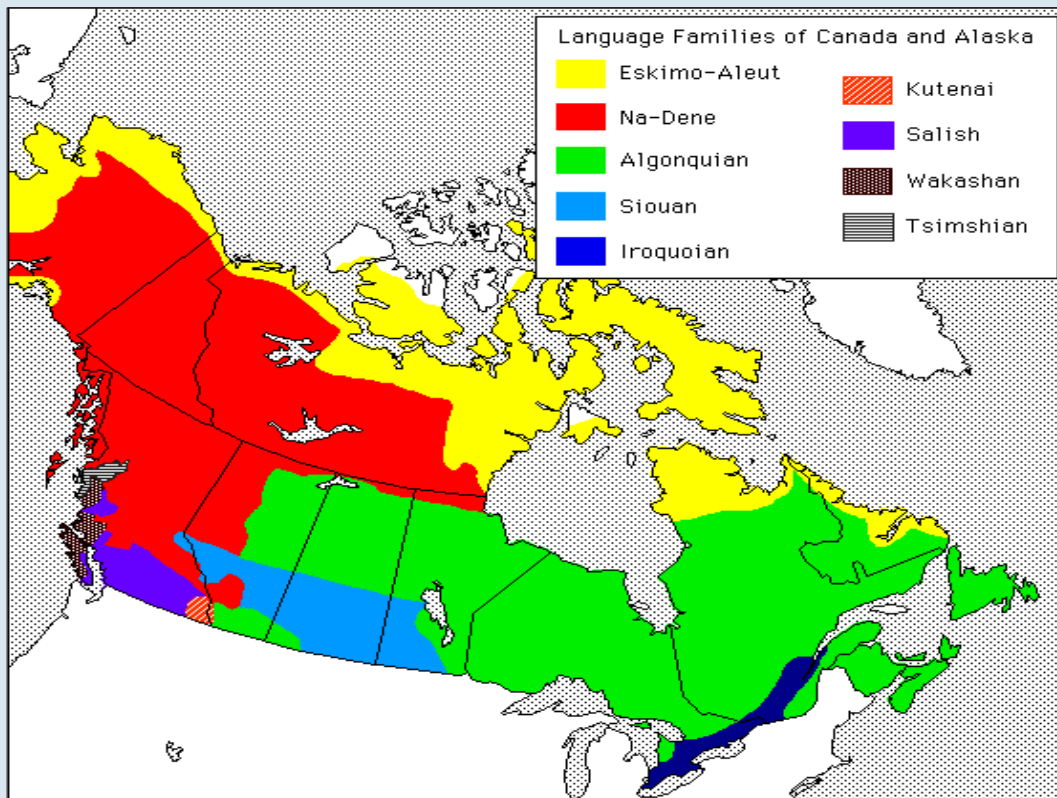 Language Families of Canada and Alaska
Eskimo-Aleut
Na-Dene
Algonquian
Siouan
Iroquoian
Kutenai
Salish
Wakashan
Tsimshian